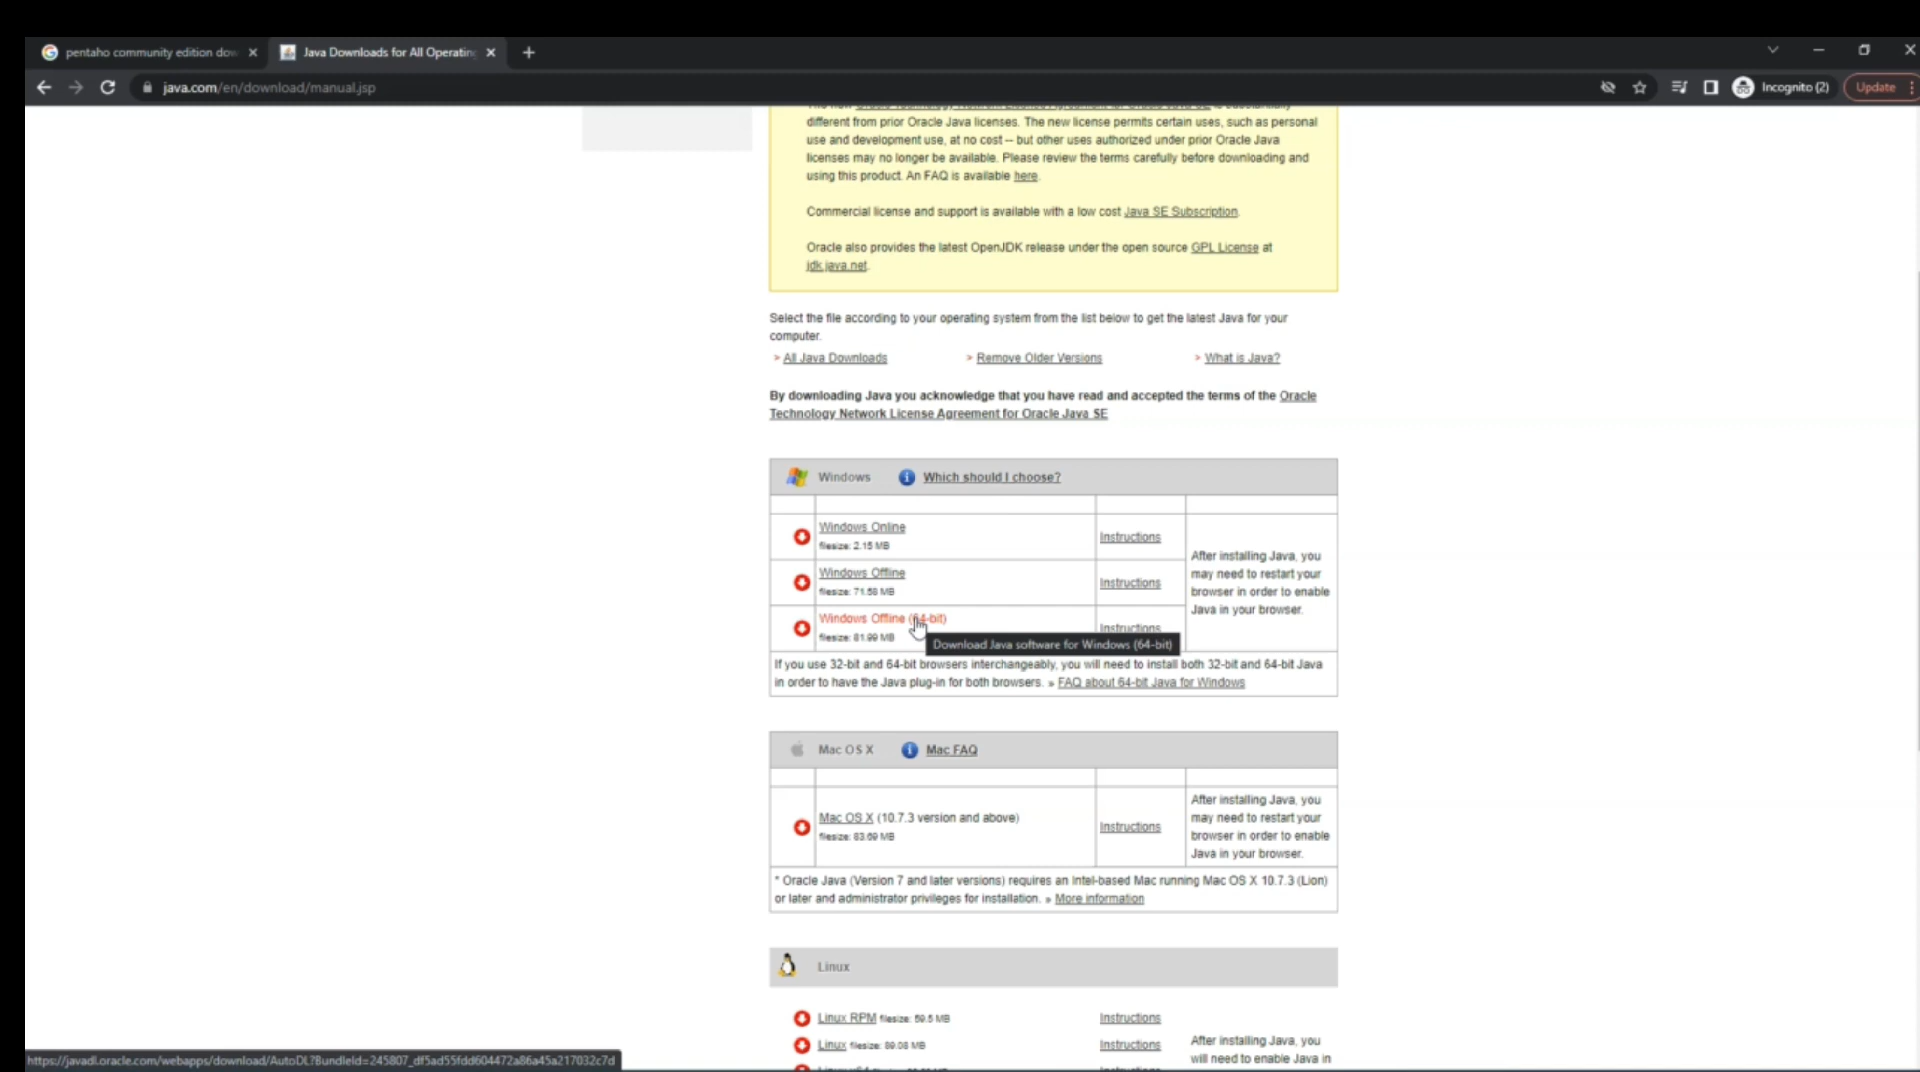 pentaho community edition dow
Java Downloads for All Operating
java.com/en/download/manual.jsp
Incognito (2)
Update
different from prior Oracle Java licenses. The new license permits certain uses, such as personal
use and development use, at no cost -- but other uses authorized under prior Oracle Java
licenses may no longer be available. Please review the terms carefully before downloading and
using this product. An FAQ is available here.
Commercial license and support is available with a low cost Java SE Subscription.
Oracle also provides the latest OpenJDK release under the open source GPL License at
jdk.java.net.
Select the file according to your operating system from the list below to get the latest Java for your
computer.
> All Java Downloads
> Remove Older Versions
> What is Java?
By downloading Java you acknowledge that you have read and accepted the terms of the Oracle
Technology Network License Agreement for Oracle Java SE
Windows
Which should I choose?
Windows Online
filesize: 2.15 MB
Instructions
Windows Offline
filesize: 71.58 MB
Instructions
Windows Offline (64-bit)
filesize: 81.99 MB
Instructions
After installing Java, you
may need to restart your
browser in order to enable
Java in your browser.
Download Java software for Windows (64-bit)
If you use 32-bit and 64-bit browsers interchangeably, you will need to install both 32-bit and 64-bit Java
in order to have the Java plug-in for both browsers. » FAQ about 64-bit Java for Windows
Mac OS X
Mac FAQ
Mac OS X (10.7.3 version and above)
filesize: 83.69 MB
Instructions
After installing Java, you
may need to restart your
browser in order to enable
Java in your browser.
* Oracle Java (Version 7 and later versions) requires an Intel-based Mac running Mac OS X 10.7.3 (Lion)
or later and administrator privileges for installation. » More information
Linux
Linux RPM filesize: 59.5 MB
Instructions
Linux filesize: 89.08 MB
Instructions
After installing Java, you
will need to enable Java in
https://javadl.oracle.com/webapps/download/AutoDL?BundleId=245807_df5ad55fdd604472a86a45a217032c7d